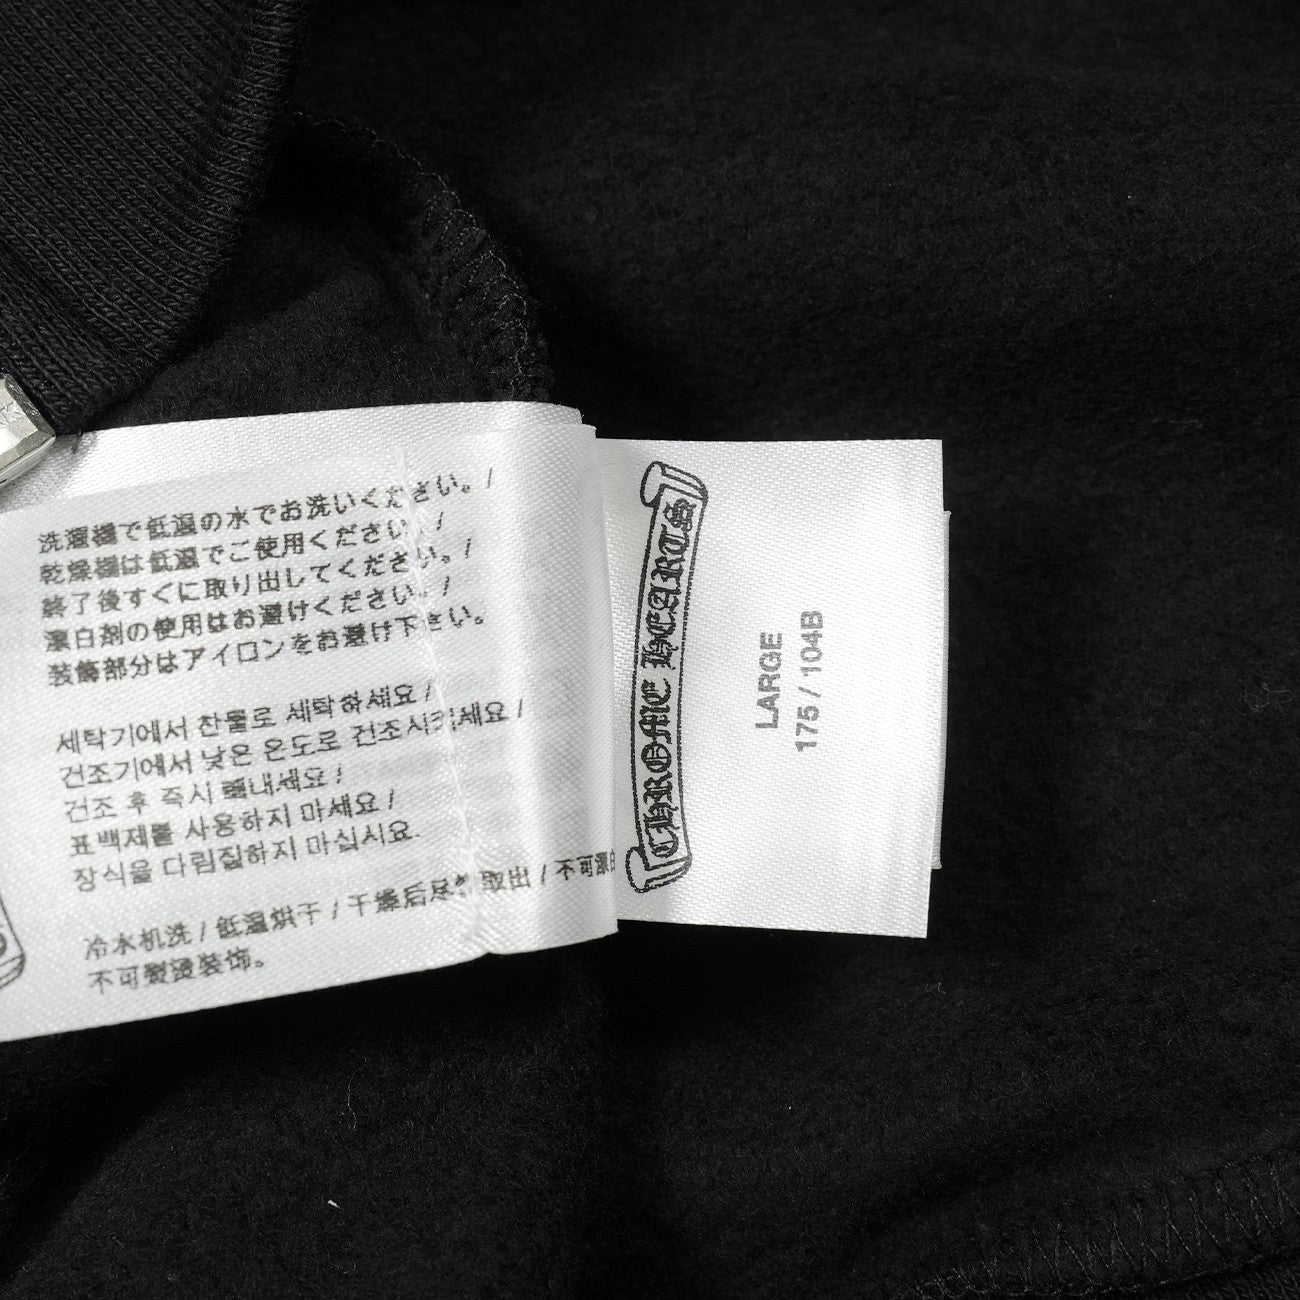 洗濯機で低温の水でお洗いください。/
乾燥機は低温でご使用ください。/
終了後すぐに取り出してください。/
漂白剤の使用はお避けください。/
装飾部分はアイロンをお避け下さい。
세탁기에서 찬물로 세탁하세요 /
건조기에서 낮은 온도로 건조시키세요 /
건조 후 즉시 꺼내세요 /
표백제를 사용하지 마세요 /
장식을 다림질하지 마십시요.
冷水机洗 / 低温烘干 / 干燥后尽快取出 / 不可漂白
不可熨烫装饰。
CHROME HEARTS
LARGE
175 / 104B